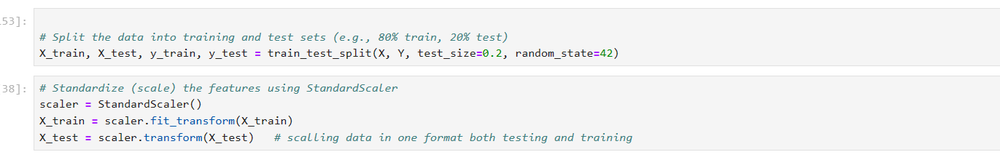 53]:
# Split the data into training and test sets (e.g., 80% train, 20% test)
X_train, X_test, y_train, y_test = train_test_split(X, Y, test_size=0.2, random_state=42)
38]:
# Standardize (scale) the features using StandardScaler
scaler = StandardScaler()
X_train = scaler.fit_transform(X_train)
X_test = scaler.transform(X_test)   # scalling data in one format both testing and training